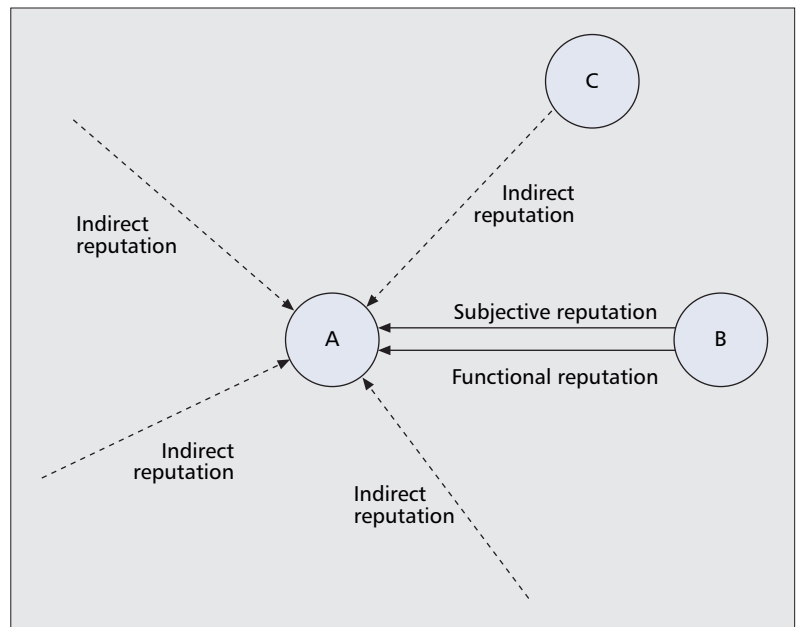 C
Indirect
reputation
Indirect
reputation
Subjective reputation
A
B
Functional reputation
Indirect
reputation
Indirect
reputation